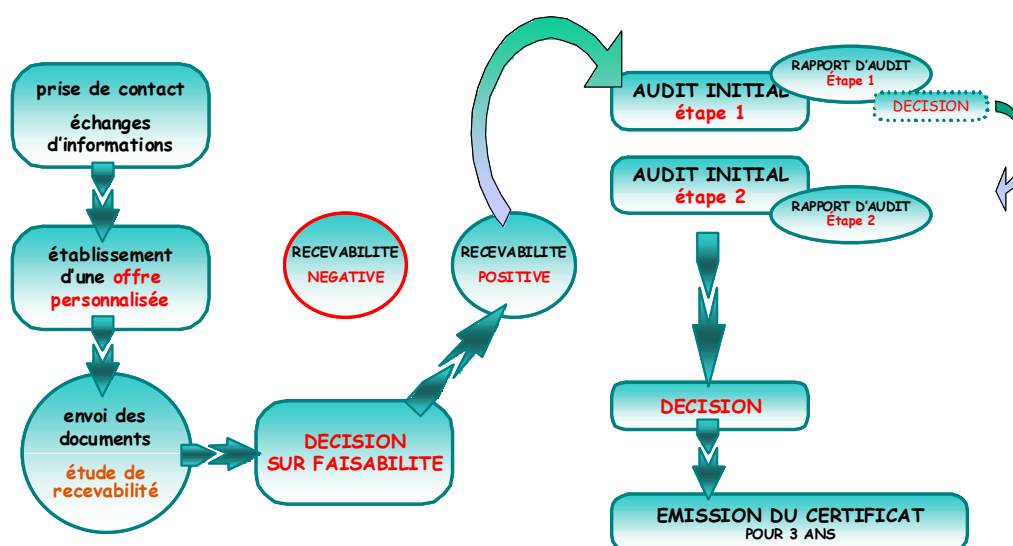 prise de contact
échanges
d'informations
établissement
d'une offre
personnalisée
envoi des
documents
étude de
recevabilité
DECISION
SUR FAISABILITE
RECEVABILITE
NEGATIVE
RECEVABILITE
POSITIVE
AUDIT INITIAL
étape 1
RAPPORT D'AUDIT
Étape 1
DECISION
AUDIT INITIAL
étape 2
RAPPORT D'AUDIT
Étape 2
DECISION
EMISSION DU CERTIFICAT
POUR 3 ANS